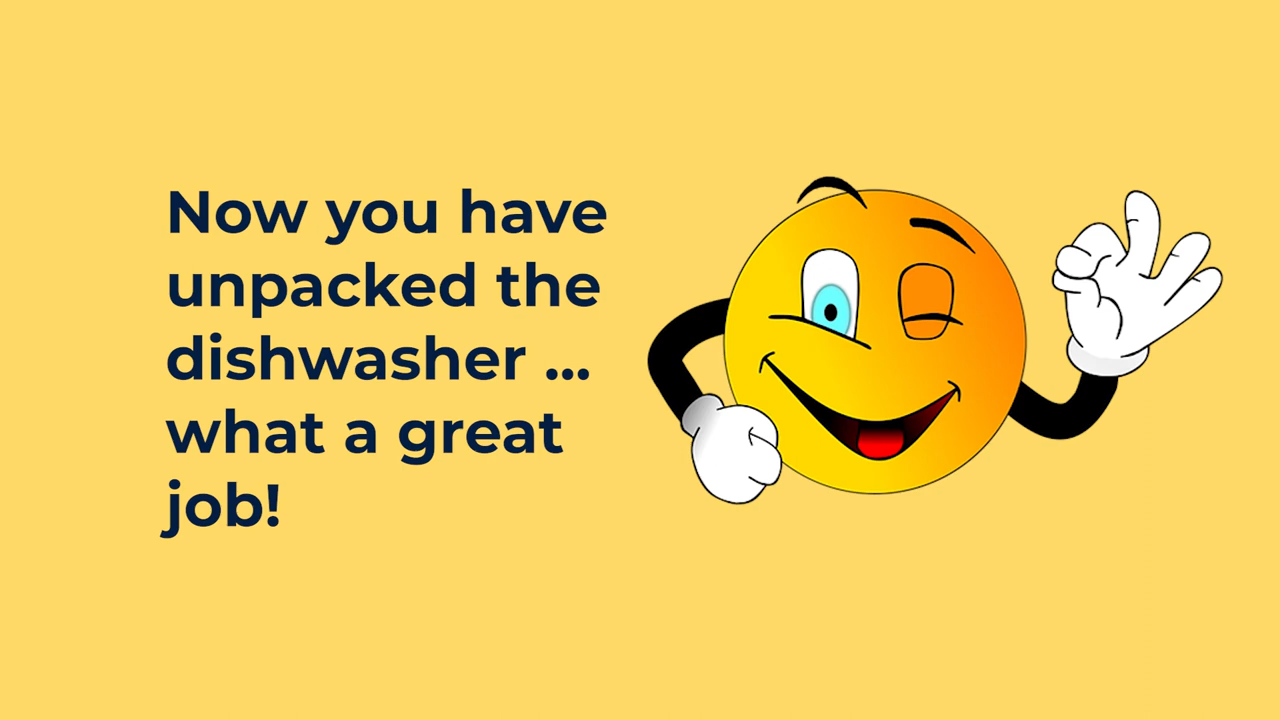 Now you have
unpacked the
dishwasher ...
what a great
job!